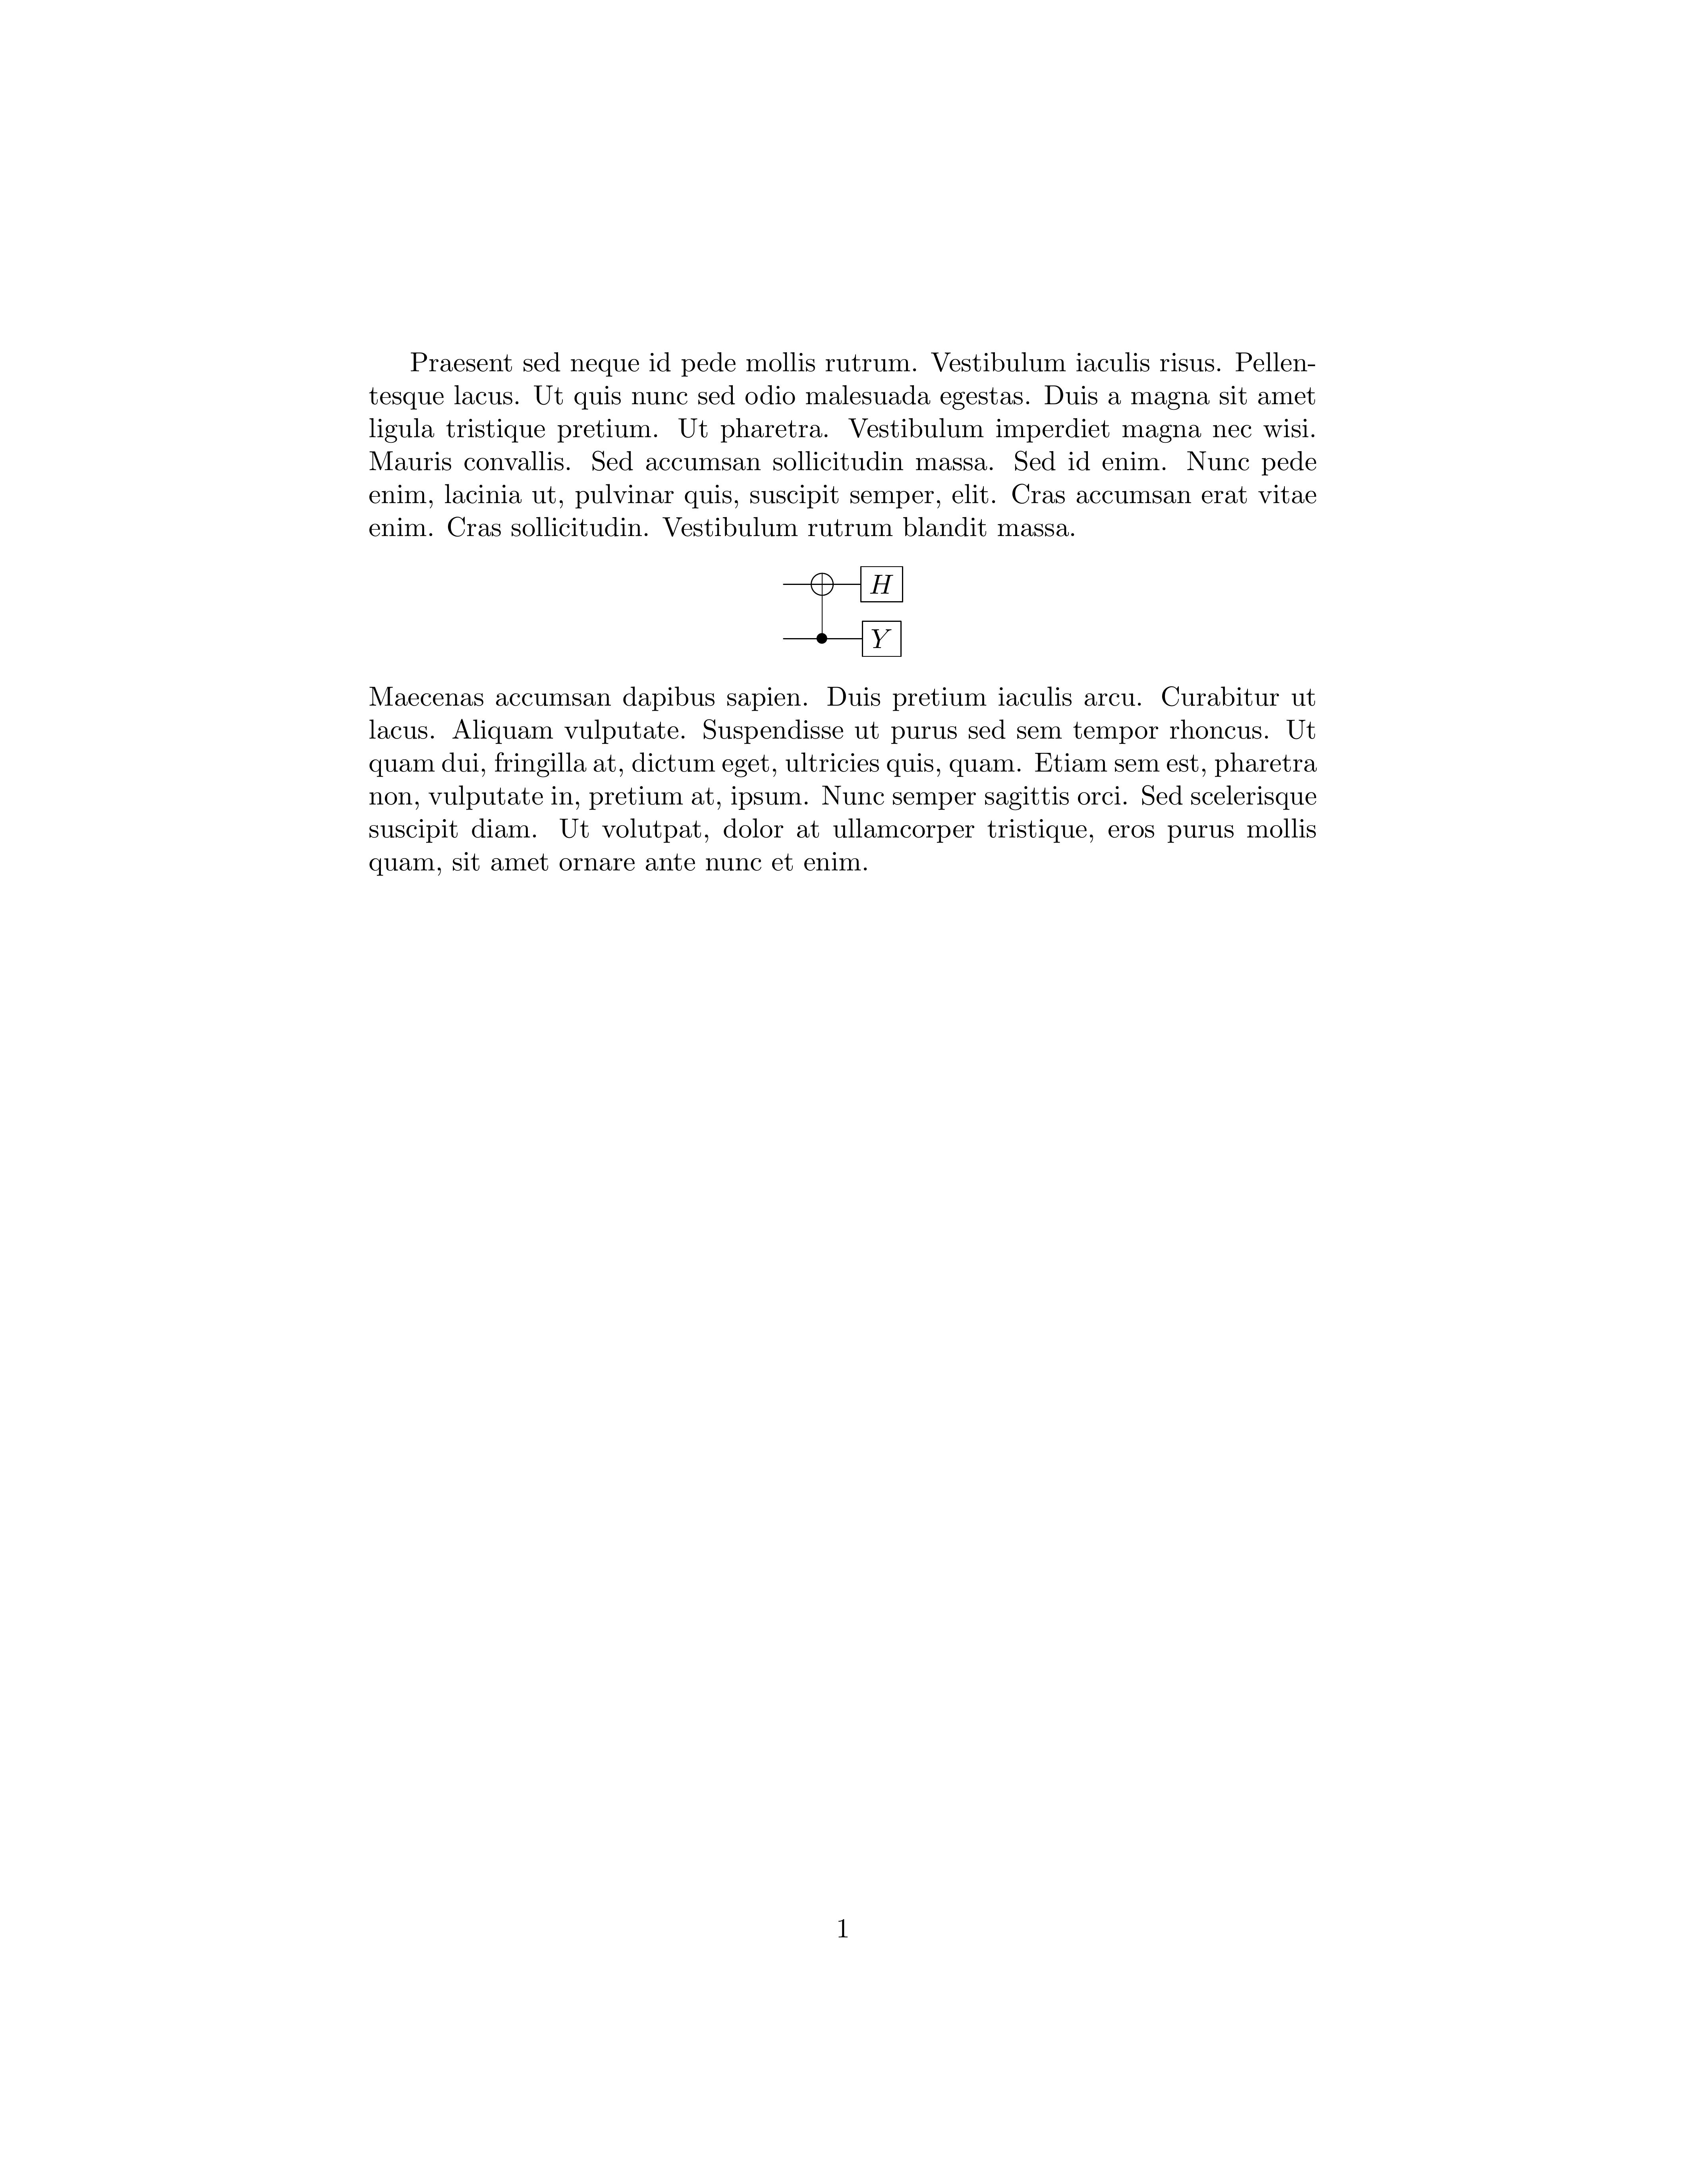 Praesent sed neque id pede mollis rutrum. Vestibulum iaculis risus. Pellen-
tesque lacus. Ut quis nunc sed odio malesuada egestas. Duis a magna sit amet
ligula tristique pretium. Ut pharetra. Vestibulum imperdiet magna nec wisi.
Mauris convallis. Sed accumsan sollicitudin massa. Sed id enim. Nunc pede
enim, lacinia ut, pulvinar quis, suscipit semper, elit. Cras accumsan erat vitae
enim. Cras sollicitudin. Vestibulum rutrum blandit massa.
H
Y
Maecenas accumsan dapibus sapien. Duis pretium iaculis arcu. Curabitur ut
lacus. Aliquam vulputate. Suspendisse ut purus sed sem tempor rhoncus. Ut
quam dui, fringilla at, dictum eget, ultricies quis, quam. Etiam sem est, pharetra
non, vulputate in, pretium at, ipsum. Nunc semper sagittis orci. Sed scelerisque
suscipit diam. Ut volutpat, dolor at ullamcorper tristique, eros purus mollis
quam, sit amet ornare ante nunc et enim.
1